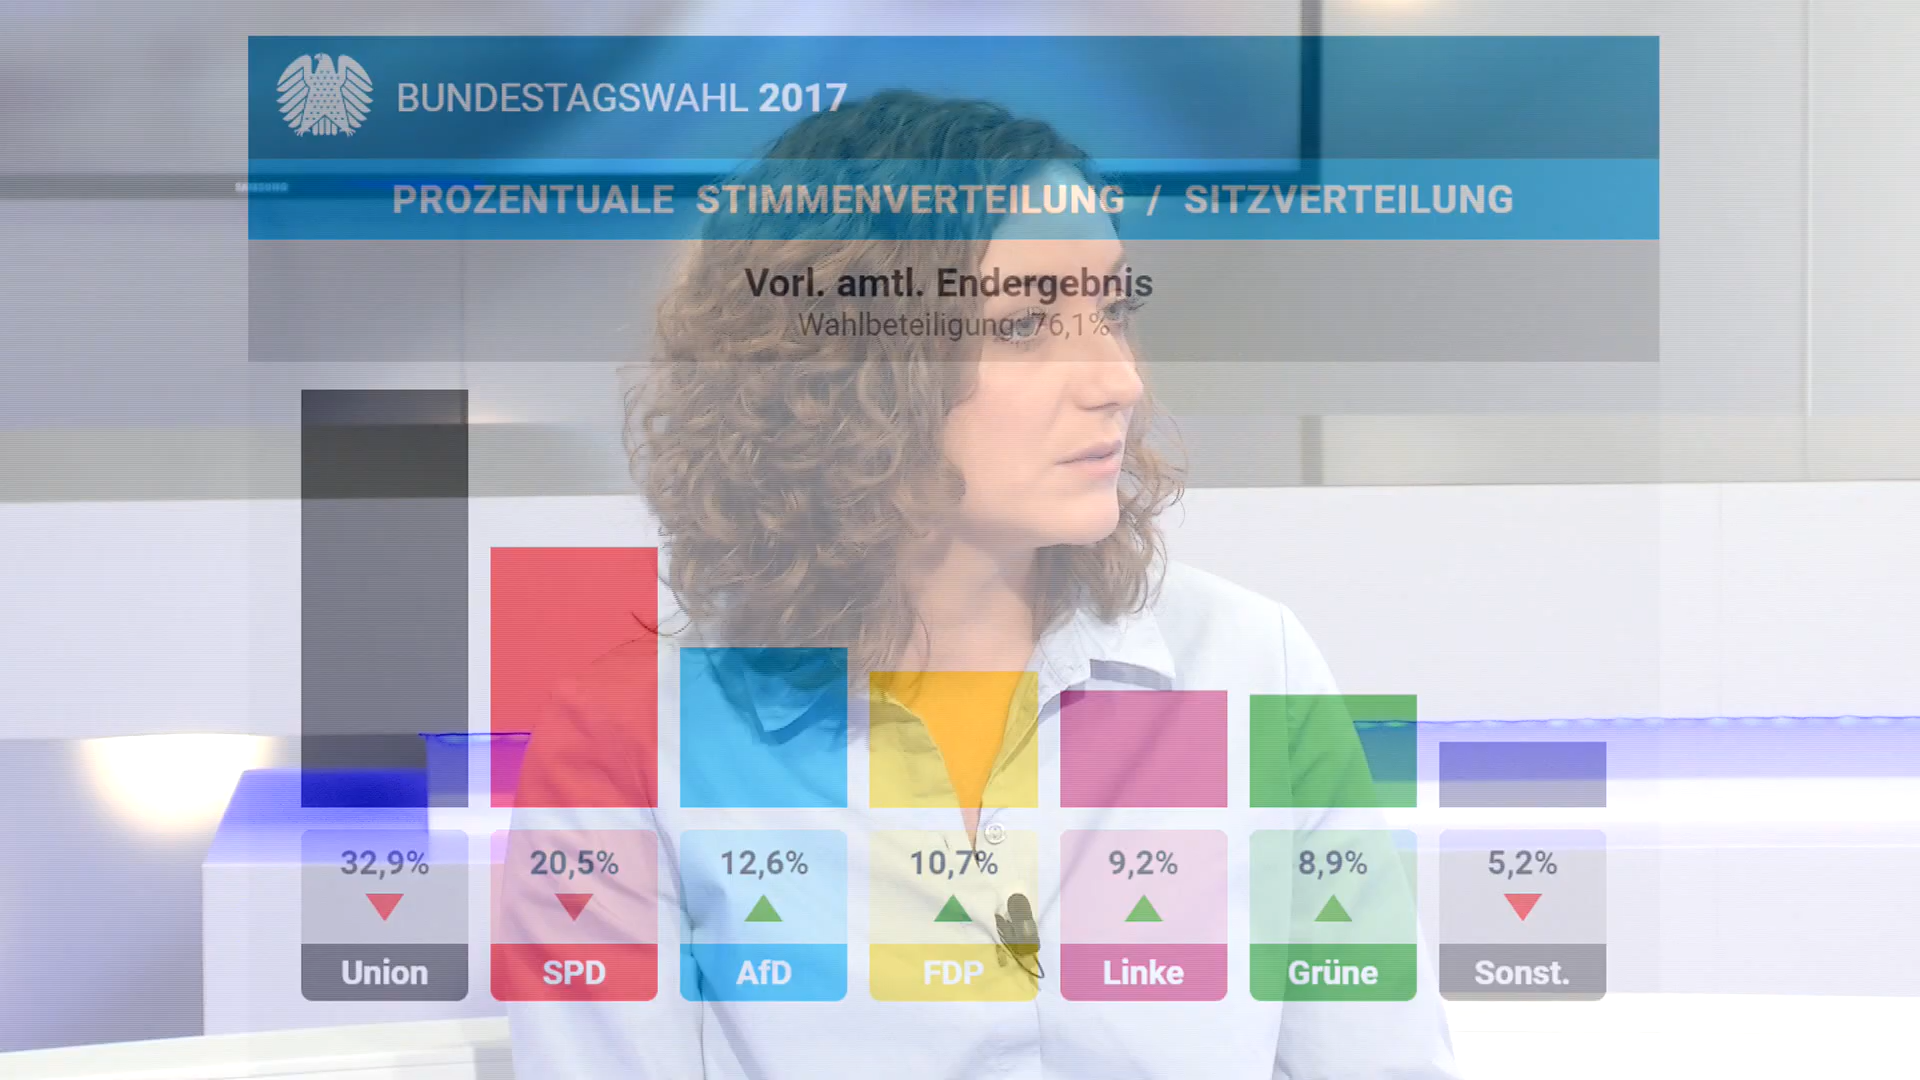 BUNDESTAGSWAHL 2017
SAMSUNG
PROZENTUALE STIMMENVERTEILUNG / SITZVERTEILUNG
Vorl. amtl. Endergebnis
Wahlbeteiligung: 76,1%
32,9% 20,5% 12,6% 10,7% 9,2% 8,9% 5,2%
Union SPD AfD FDP Linke Grüne Sonst.